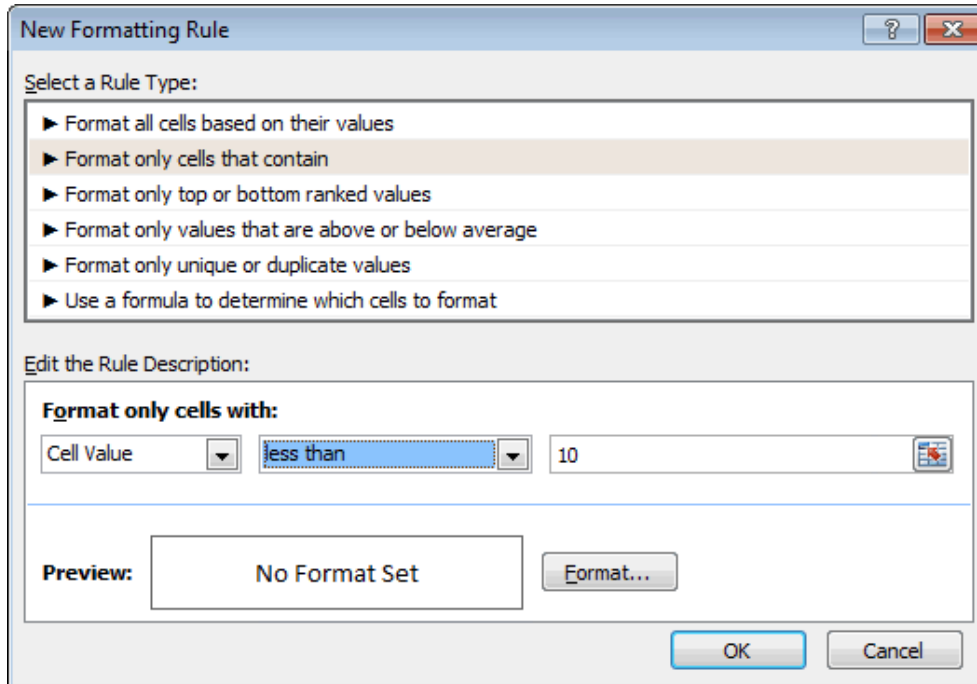 New Formatting Rule
?
Select a Rule Type:
► Format all cells based on their values
► Format only cells that contain
► Format only top or bottom ranked values
► Format only values that are above or below average
► Format only unique or duplicate values
► Use a formula to determine which cells to format
Edit the Rule Description:
Format only cells with:
Cell Value less than 10
Preview: No Format Set Format...
OK Cancel